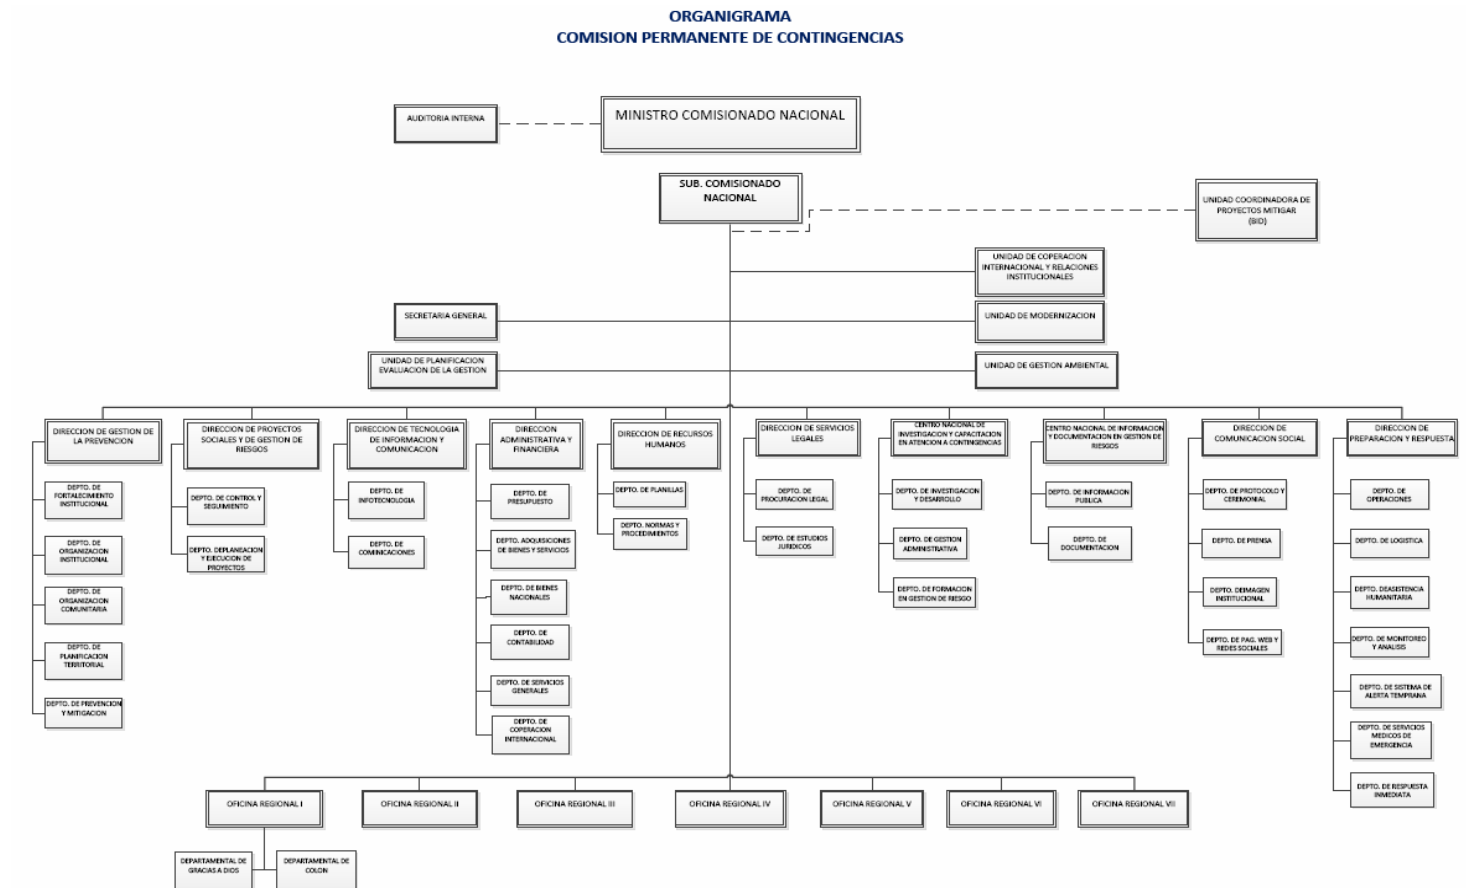 ORGANIGRAMA
COMISION PERMANENTE DE CONTINGENCIAS
AUDITORIA INTERNA
MINISTRO COMISIONADO NACIONAL
SUB. COMISIONADO
NACIONAL
UNIDAD COORDINADORA DE
PROYECTOS MITIGAR
(BID)
UNIDAD DE COPERACION
INTERNACIONAL Y RELACIONES
INSTITUCIONALES
SECRETARIA GENERAL
UNIDAD DE MODERNIZACION
UNIDAD DE PLANIFICACION
EVALUACION DE LA GESTION
UNIDAD DE GESTION AMBIENTAL
DIRECCION DE GESTION DE
LA PREVENCION
DEPTO. DE
FORTALECIMIENTO
INSTITUCIONAL
DEPTO. DE
ORGANIZACION
INSTITUCIONAL
DEPTO. DE
ORGANIZACION
COMUNITARIA
DEPTO. DE
PLANIFICACION
TERRITORIAL
DEPTO. DE PREVENCION
Y MITIGACION
DIRECCION DE PROYECTOS
SOCIALES Y DE GESTION DE
RIESGOS
DEPTO. DE CONTROL Y
SEGUIMIENTO
DEPTO. DEPLANEACION
Y EJECUCION DE
PROYECTOS
DIRECCION DE TECNOLOGIA
DE INFORMACION Y
COMUNICACION
DEPTO. DE
INFOTECNOLOGIA
DEPTO. DE
COMINICACIONES
DIRECCION
ADMINISTRATIVA Y
FINANCIERA
DEPTO. DE
PRESUPUESTO
DEPTO. ADQUISICIONES
DE BIENES Y SERVICIOS
DEPTO. DE BIENES
NACIONALES
DEPTO. DE
CONTABILIDAD
DEPTO. DE SERVICIOS
GENERALES
DEPTO. DE
COPERACION
INTERNACIONAL
DIRECCION DE RECURSOS
HUMANOS
DEPTO. DE PLANILLAS
DEPTO. NORMAS Y
PROCEDIMIENTOS
DIRECCION DE SERVICIOS
LEGALES
DEPTO. DE
PROCURACION LEGAL
DEPTO. DE ESTUDIOS
JURIDICOS
CENTRO NACIONAL DE
INVESTIGACION Y CAPACITACION
EN ATENCION A CONTINGENCIAS
DEPTO. DE INVESTIGACION
Y DESARROLLO
DEPTO. DE GESTION
ADMINISTRATIVA
DEPTO. DE FORMACION
EN GESTION DE RIESGO
CENTRO NACIONAL DE INFORMACION
Y DOCUMENTACION EN GESTION DE
RIESGOS
DEPTO. DE INFORMACION
PUBLICA
DEPTO. DE
DOCUMENTACION
DIRECCION DE
COMUNICACION SOCIAL
DEPTO. DE PROTOCOLO Y
CEREMONIAL
DEPTO. DE PRENSA
DEPTO. DEIMAGEN
INSTITUCIONAL
DEPTO. DE PAG. WEB Y
REDES SOCIALES
DIRECCION DE
PREPARACION Y RESPUESTA
DEPTO. DE
OPERACIONES
DEPTO. DE LOGISTICA
DEPTO. DEASISTENCIA
HUMANITARIA
DEPTO. DE MONITOREO
Y ANALISIS
DEPTO. DE SISTEMA DE
ALERTA TEMPRANA
DEPTO. DE SERVICIOS
MEDICOS DE
EMERGENCIA
DEPTO. DE RESPUESTA
INMEDIATA
OFICINA REGIONAL I
OFICINA REGIONAL II
OFICINA REGIONAL III
OFICINA REGIONAL IV
OFICINA REGIONAL V
OFICINA REGIONAL VI
OFICINA REGIONAL VII
DEPARTAMENTAL DE
GRACIAS A DIOS
DEPARTAMENTAL DE
COLON